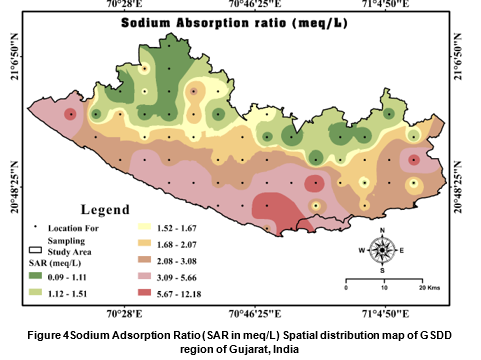 70°28'E 70°46'25"E 71°4'50"E
Sodium Absorption ratio (meq/L)
21°6'50"N
21°6'50"N
20°48'25"N
20°48'25"N
Legend
Location For
Sampling
Study Area
SAR (meq/L)
0.09 - 1.11
1.12 - 1.51
1.52 - 1.67
1.68 - 2.07
2.08 - 3.08
3.09 - 5.66
5.67 - 12.18
N
W E
S
0 10 20 Kms
70°28'E 70°46'25"E 71°4'50"E
Figure 4Sodium Adsorption Ratio (SAR in meq/L) Spatial distribution map of GSDD
region of Gujarat, India